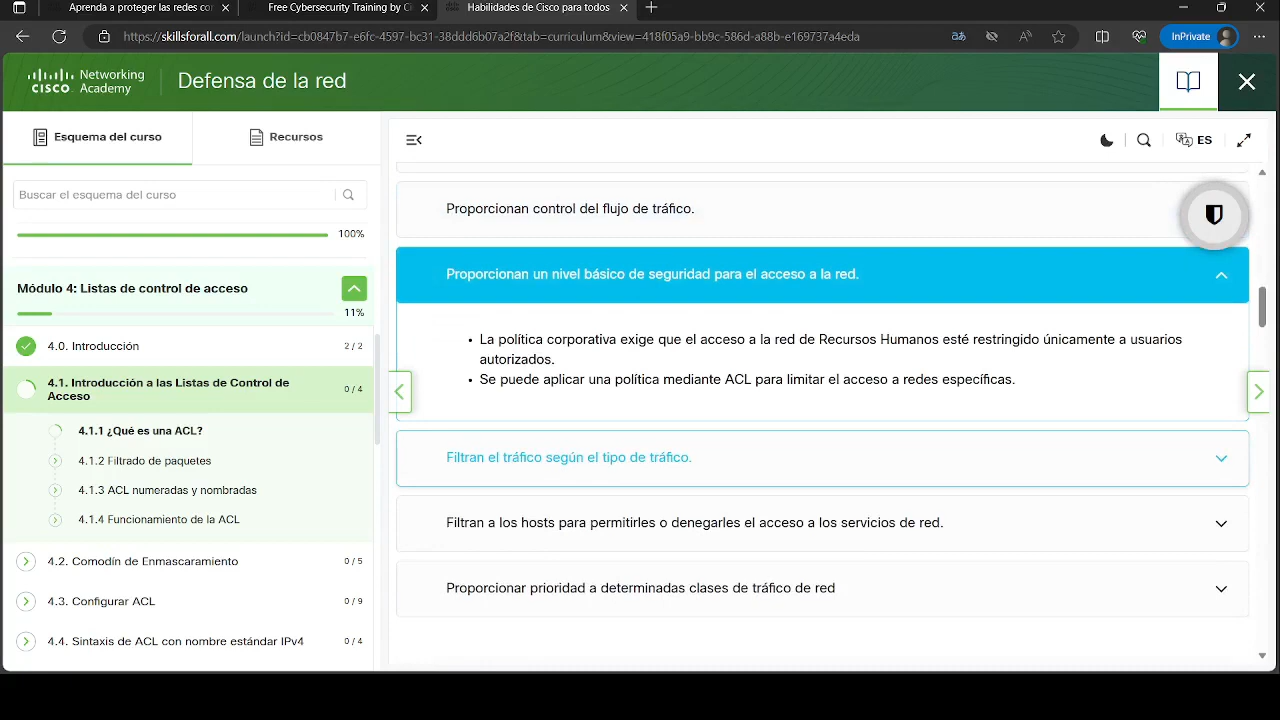 Aprenda a proteger las redes cor
Free Cybersecurity Training by Ci
Habilidades de Cisco para todos
https://skillsforall.com/launch?id=cb0847b7-e6fc-4597-bc31-38ddd6b07a2f&tab=curriculum&view=418f05a9-bb9c-586d-a88b-e169737a4eda
InPrivate
CISCO
Networking
Academy
Defensa de la red
Esquema del curso
Recursos
ES
Buscar el esquema del curso
100%
Módulo 4: Listas de control de acceso
11%
4.0. Introducción
2 / 2
4.1. Introducción a las Listas de Control de
Acceso
0 / 4
4.1.1 ¿Qué es una ACL?
4.1.2 Filtrado de paquetes
4.1.3 ACL numeradas y nombradas
4.1.4 Funcionamiento de la ACL
4.2. Comodín de Enmascaramiento
0 / 5
4.3. Configurar ACL
0 / 9
4.4. Sintaxis de ACL con nombre estándar IPv4
0 / 4
Proporcionan control del flujo de tráfico.
Proporcionan un nivel básico de seguridad para el acceso a la red.
• La política corporativa exige que el acceso a la red de Recursos Humanos esté restringido únicamente a usuarios
autorizados.
• Se puede aplicar una política mediante ACL para limitar el acceso a redes específicas.
Filtran el tráfico según el tipo de tráfico.
Filtran a los hosts para permitirles o denegarles el acceso a los servicios de red.
Proporcionar prioridad a determinadas clases de tráfico de red